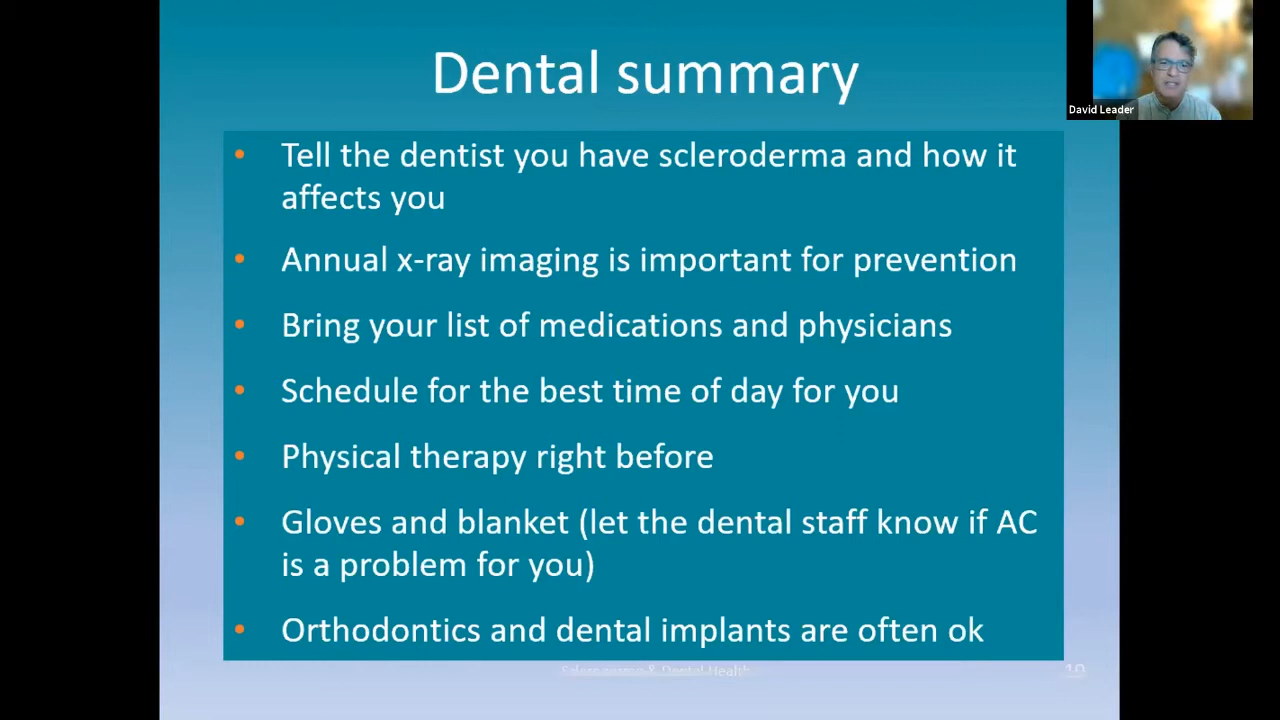 Dental summary
David Leader
• Tell the dentist you have scleroderma and how it
affects you
• Annual x-ray imaging is important for prevention
• Bring your list of medications and physicians
• Schedule for the best time of day for you
• Physical therapy right before
• Gloves and blanket (let the dental staff know if AC
is a problem for you)
• Orthodontics and dental implants are often ok
& Dental Health
19